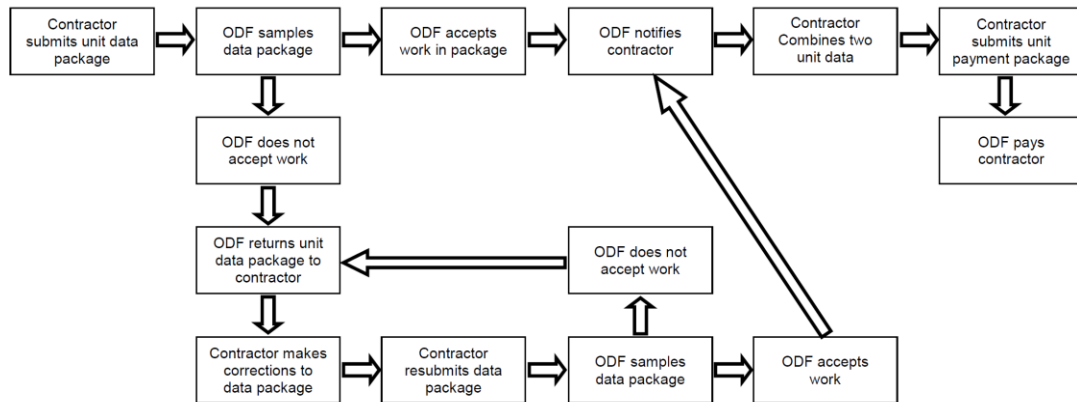 Contractor
submits unit data
package
ODF samples
data package
ODF accepts
work in package
ODF notifies
contractor
Contractor
Combines two
unit data
Contractor
submits unit
payment package
ODF does not
accept work
ODF pays
contractor
ODF returns unit
data package to
contractor
ODF does not
accept work
Contractor makes
corrections to
data package
Contractor
resubmits data
package
ODF samples
data package
ODF accepts
work